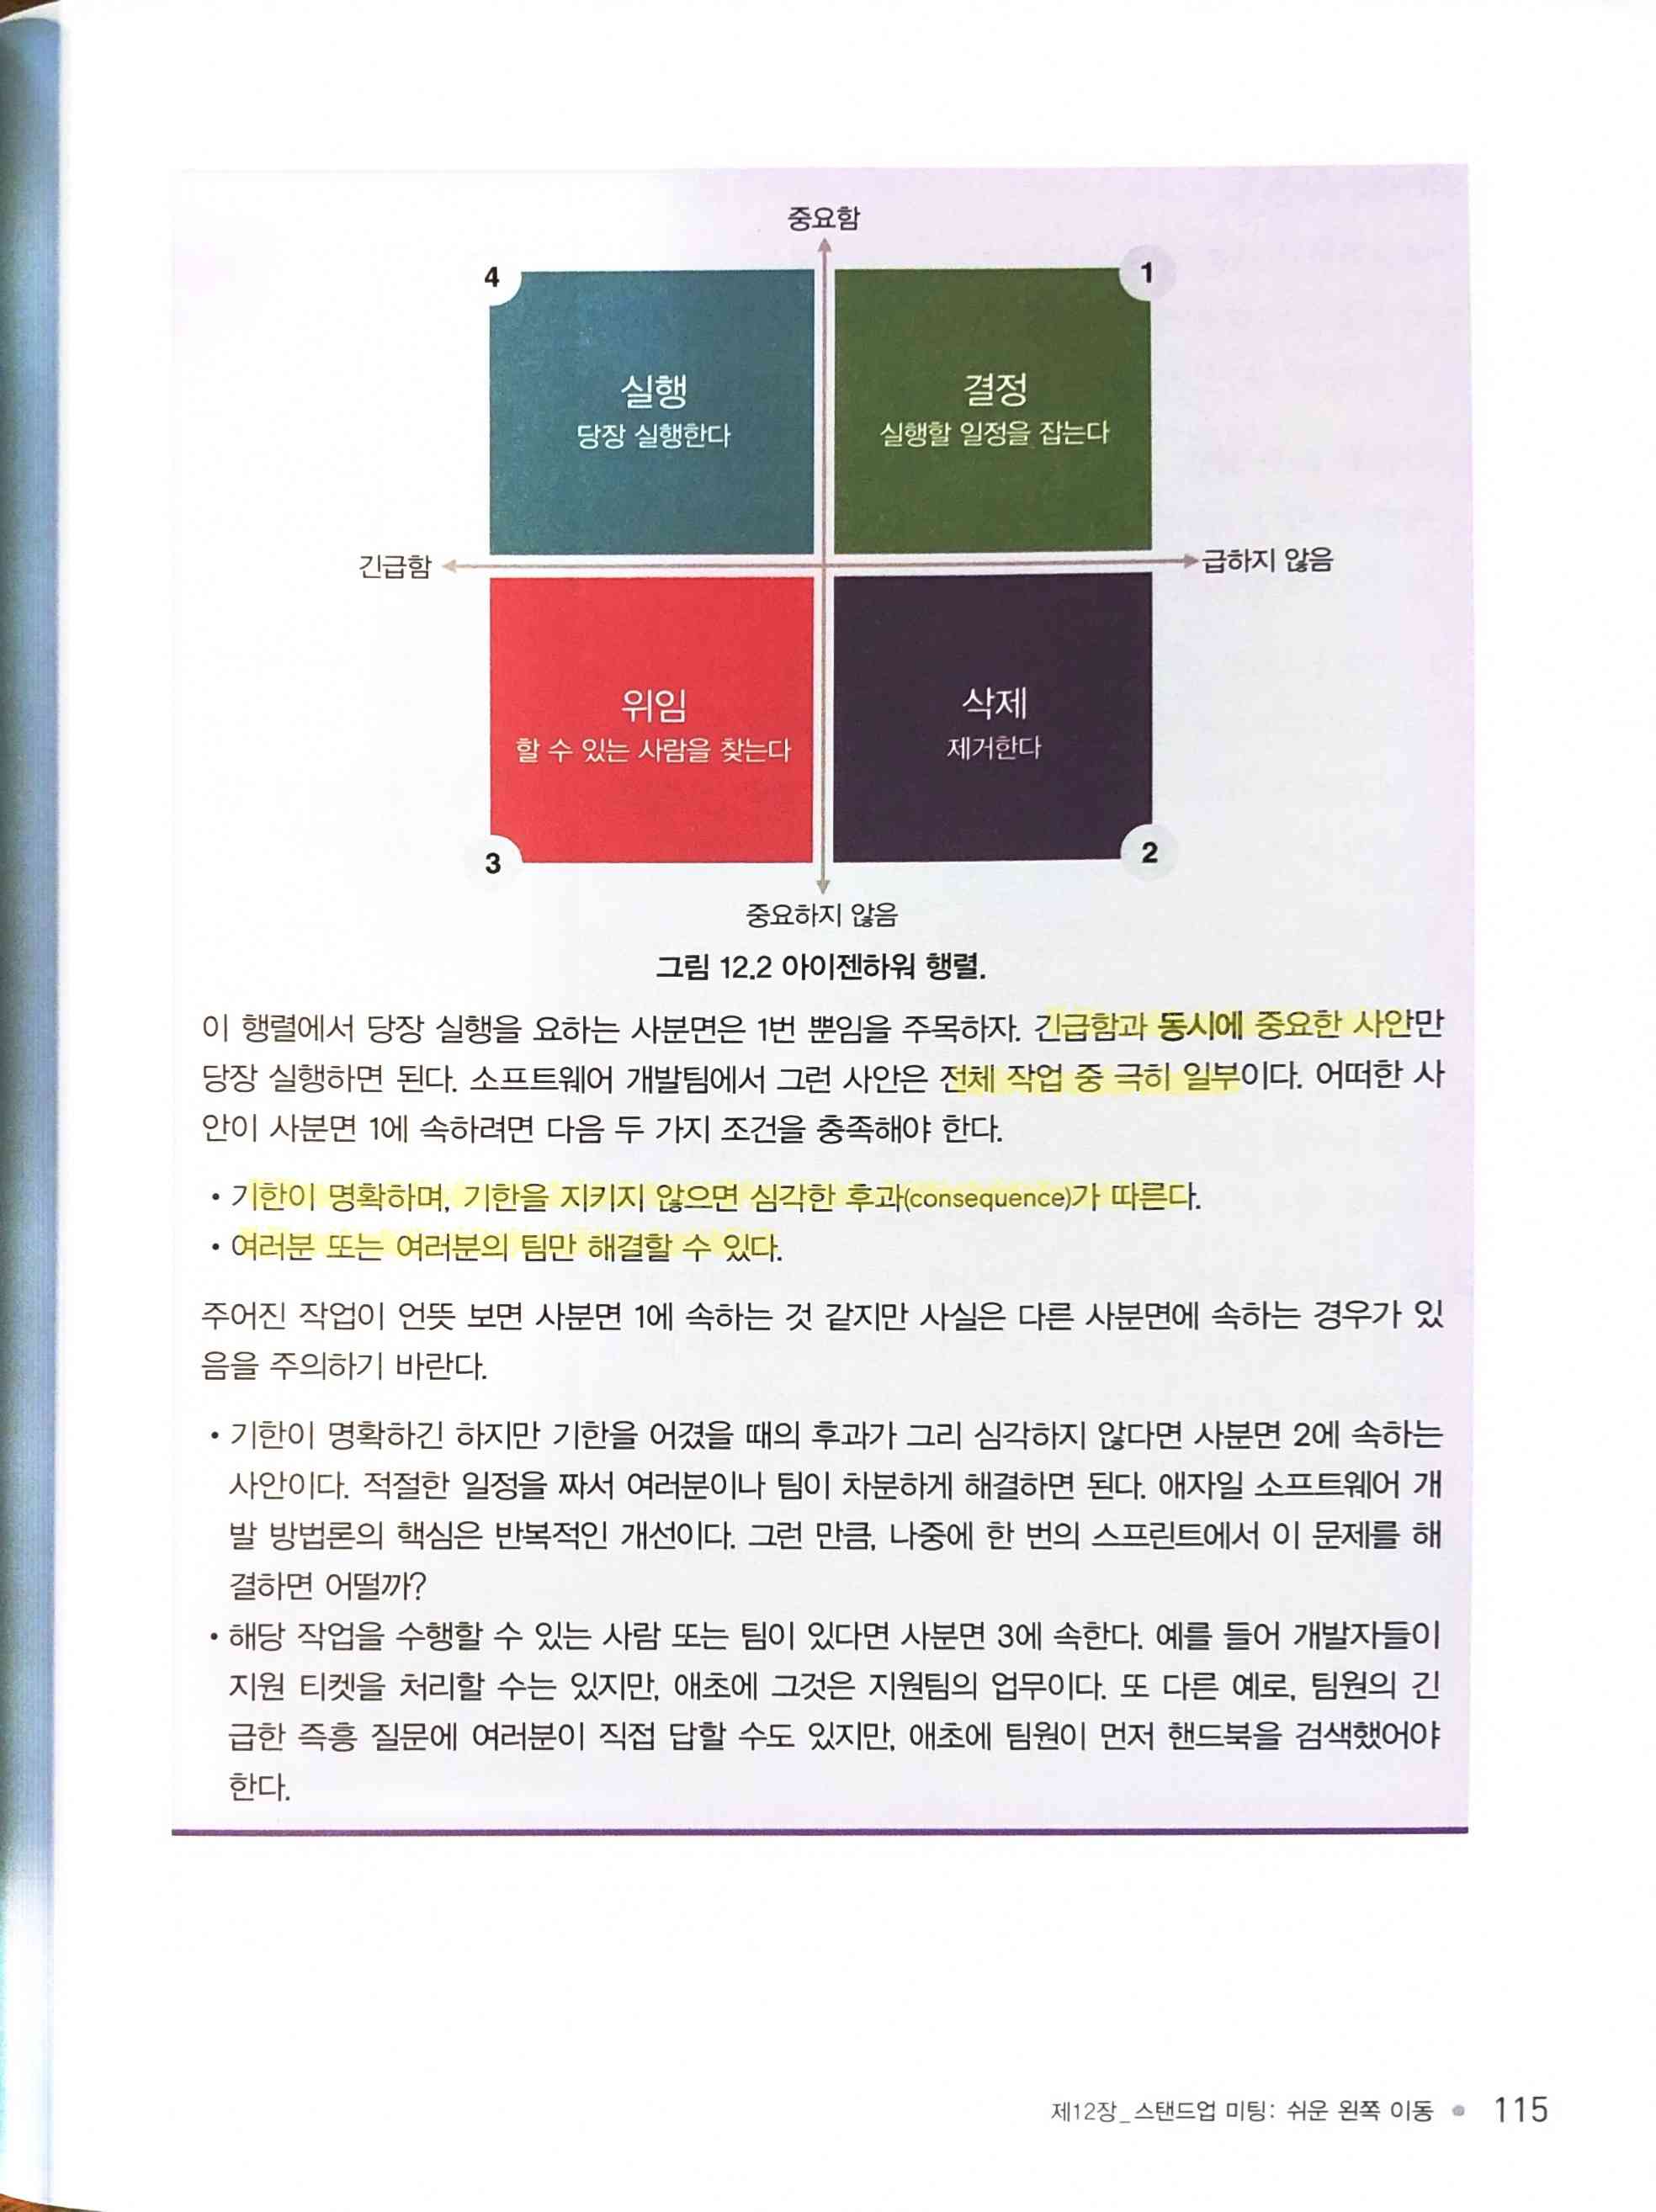 중요함
4
1
실행
당장 실행한다
결정
실행할 일정을 잡는다
긴급함
급하지 않음
위임
할 수 있는 사람을 찾는다
삭제
제거한다
3
2
중요하지 않음
그림 12.2 아이젠하워 행렬.
이 행렬에서 당장 실행을 요하는 사분면은 1번 뿐임을 주목하자. 긴급함과 동시에 중요한 사안만
당장 실행하면 된다. 소프트웨어 개발팀에서 그런 사안은 전체 작업 중 극히 일부이다. 어떠한 사
안이 사분면 1에 속하려면 다음 두 가지 조건을 충족해야 한다.
• 기한이 명확하며, 기한을 지키지 않으면 심각한 후과(consequence)가 따른다.
• 여러분 또는 여러분의 팀만 해결할 수 있다.
주어진 작업이 언뜻 보면 사분면 1에 속하는 것 같지만 사실은 다른 사분면에 속하는 경우가 있
음을 주의하기 바란다.
• 기한이 명확하긴 하지만 기한을 어겼을 때의 후과가 그리 심각하지 않다면 사분면 2에 속하는
사안이다. 적절한 일정을 짜서 여러분이나 팀이 차분하게 해결하면 된다. 애자일 소프트웨어 개
발 방법론의 핵심은 반복적인 개선이다. 그런 만큼, 나중에 한 번의 스프린트에서 이 문제를 해
결하면 어떨까?
• 해당 작업을 수행할 수 있는 사람 또는 팀이 있다면 사분면 3에 속한다. 예를 들어 개발자들이
지원 티켓을 처리할 수는 있지만, 애초에 그것은 지원팀의 업무이다. 또 다른 예로, 팀원의 긴
급한 즉흥 질문에 여러분이 직접 답할 수도 있지만, 애초에 팀원이 먼저 핸드북을 검색했어야
한다.
제12장_스탠드업 미팅: 쉬운 왼쪽 이동 ● 115